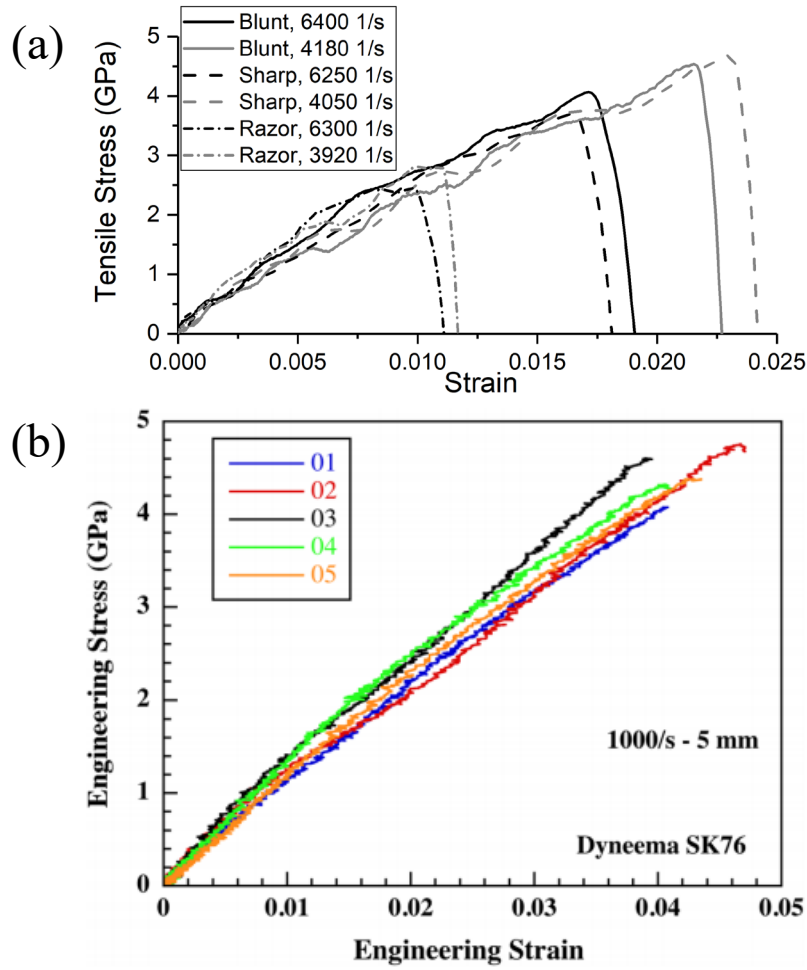 (a)
Blunt, 6400 1/s
Blunt, 4180 1/s
Sharp, 6250 1/s
Sharp, 4050 1/s
Razor, 6300 1/s
Razor, 3920 1/s
Tensile Stress (GPa)
5
4
3
2
1
0
0.000 0.005 0.010 0.015 0.020 0.025
Strain
(b)
01
02
03
04
05
Engineering Stress (GPa)
5
4
3
2
1
0
1000/s - 5 mm
Dyneema SK76
0 0.01 0.02 0.03 0.04 0.05
Engineering Strain